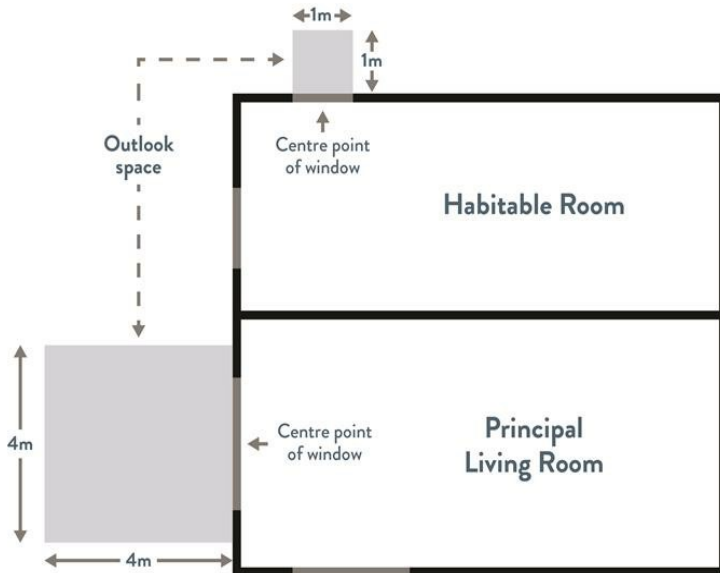 1m
1m
Outlook
space
Centre point
of window
Habitable Room
4m
Centre point
of window
Principal
Living Room
4m